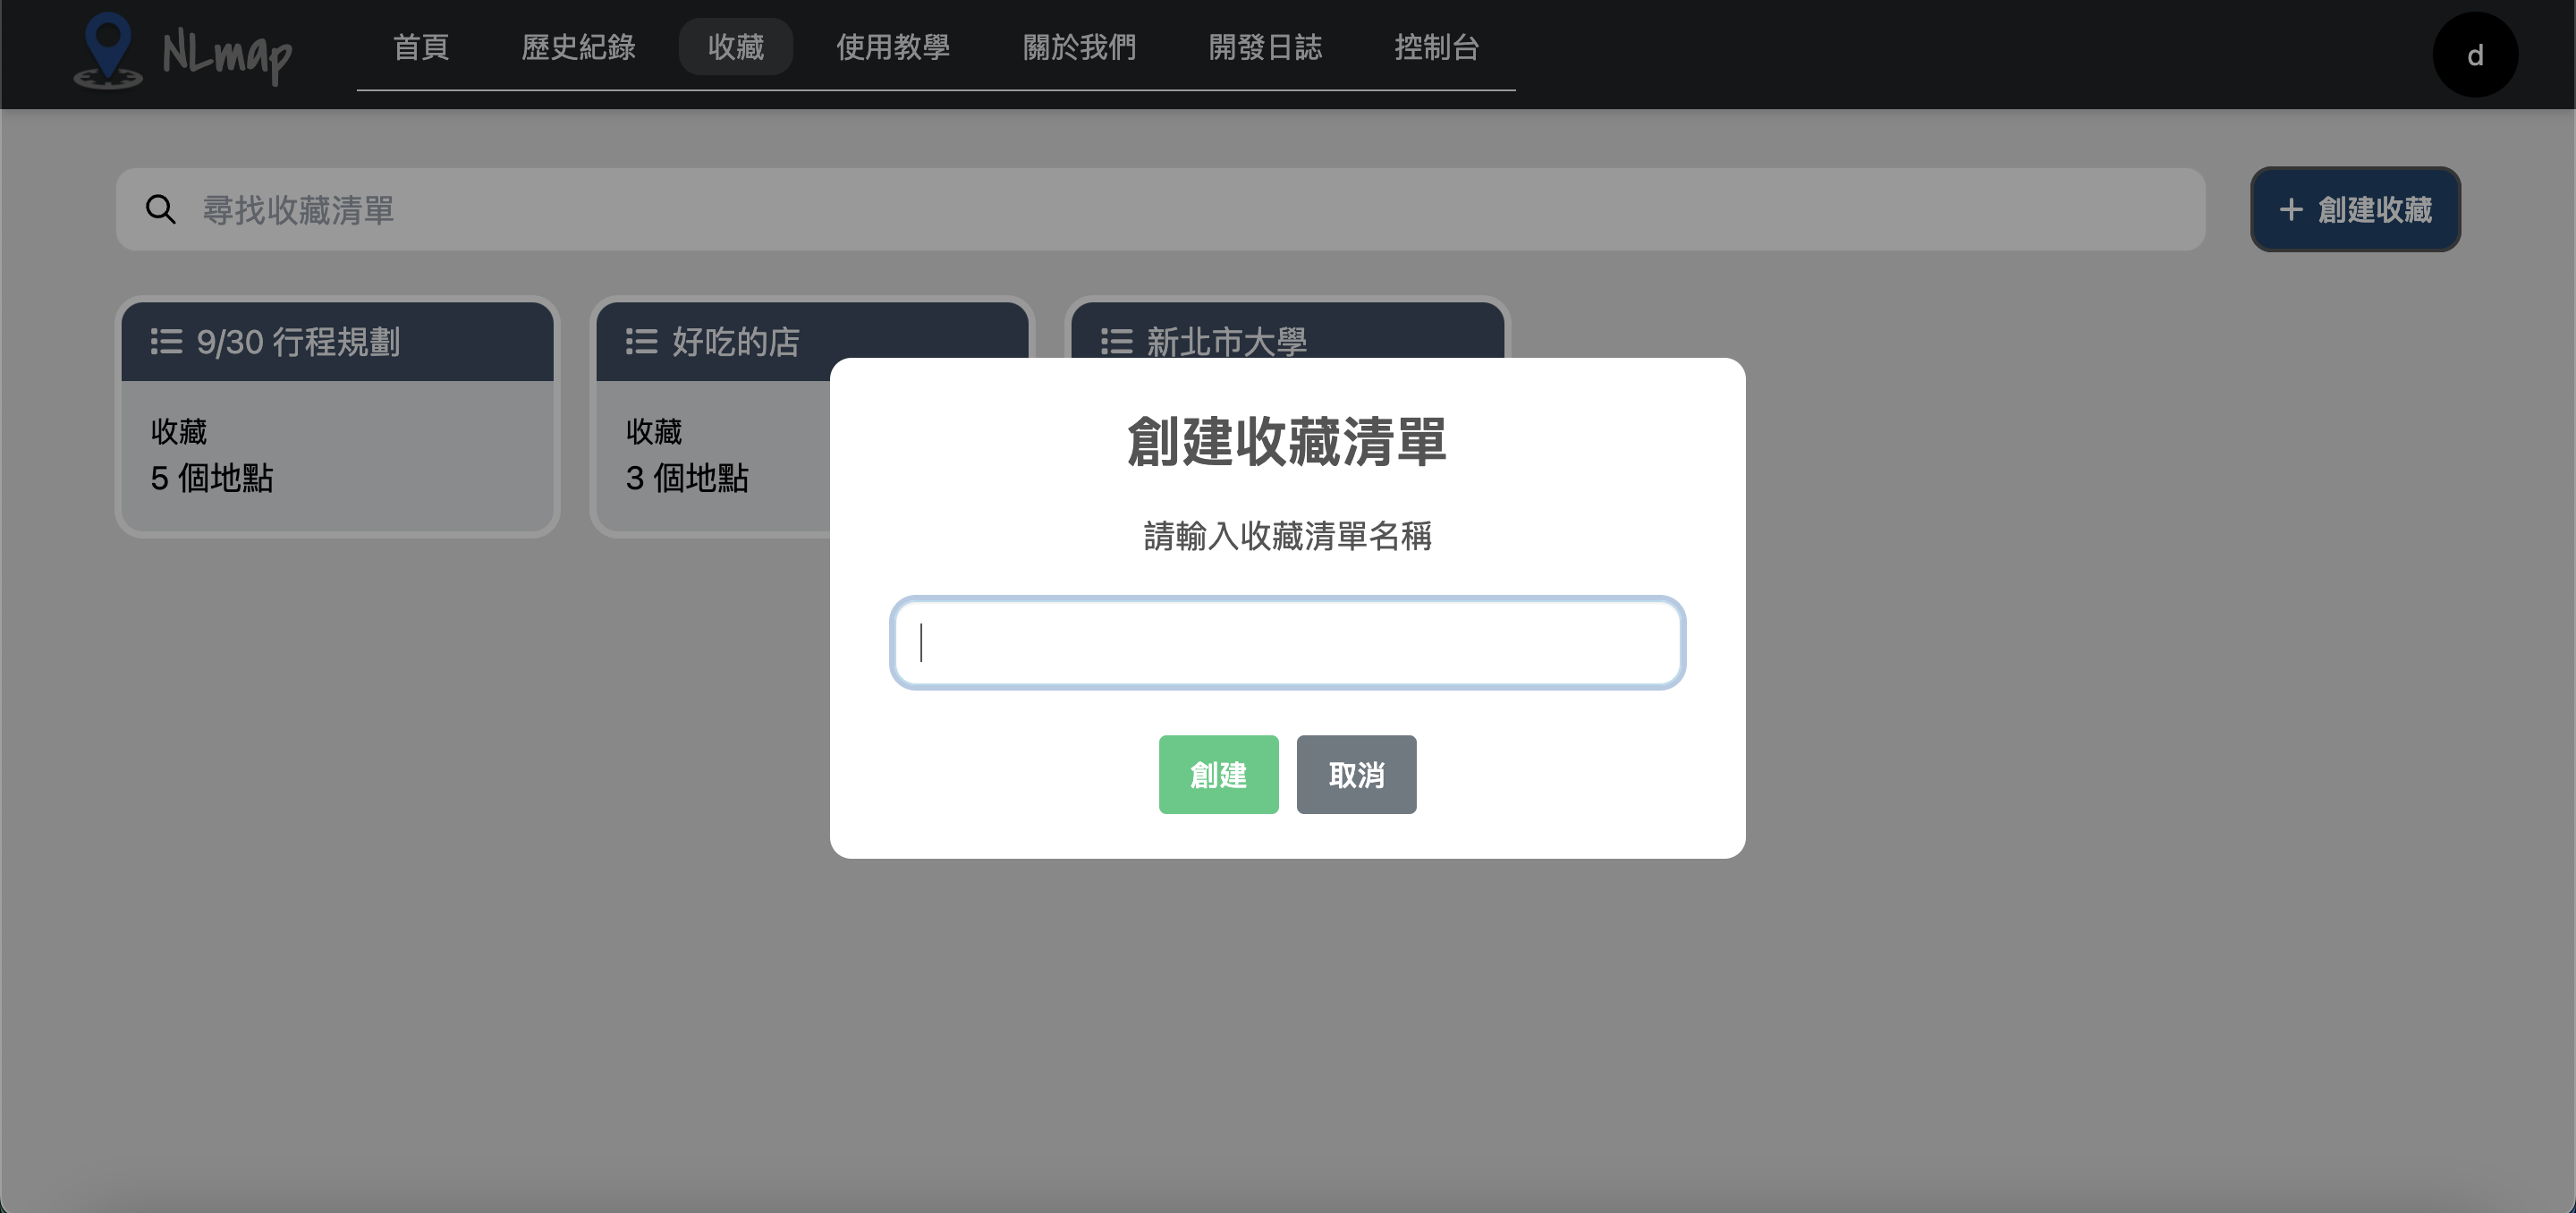 NLmap
首頁 歷史紀錄 收藏 使用教學 關於我們 開發日誌 控制台
d
尋找收藏清單
+ 創建收藏
9/30 行程規劃
收藏
5 個地點
好吃的店
收藏
3 個地點
新北市大學
創建收藏清單
請輸入收藏清單名稱
創建 取消